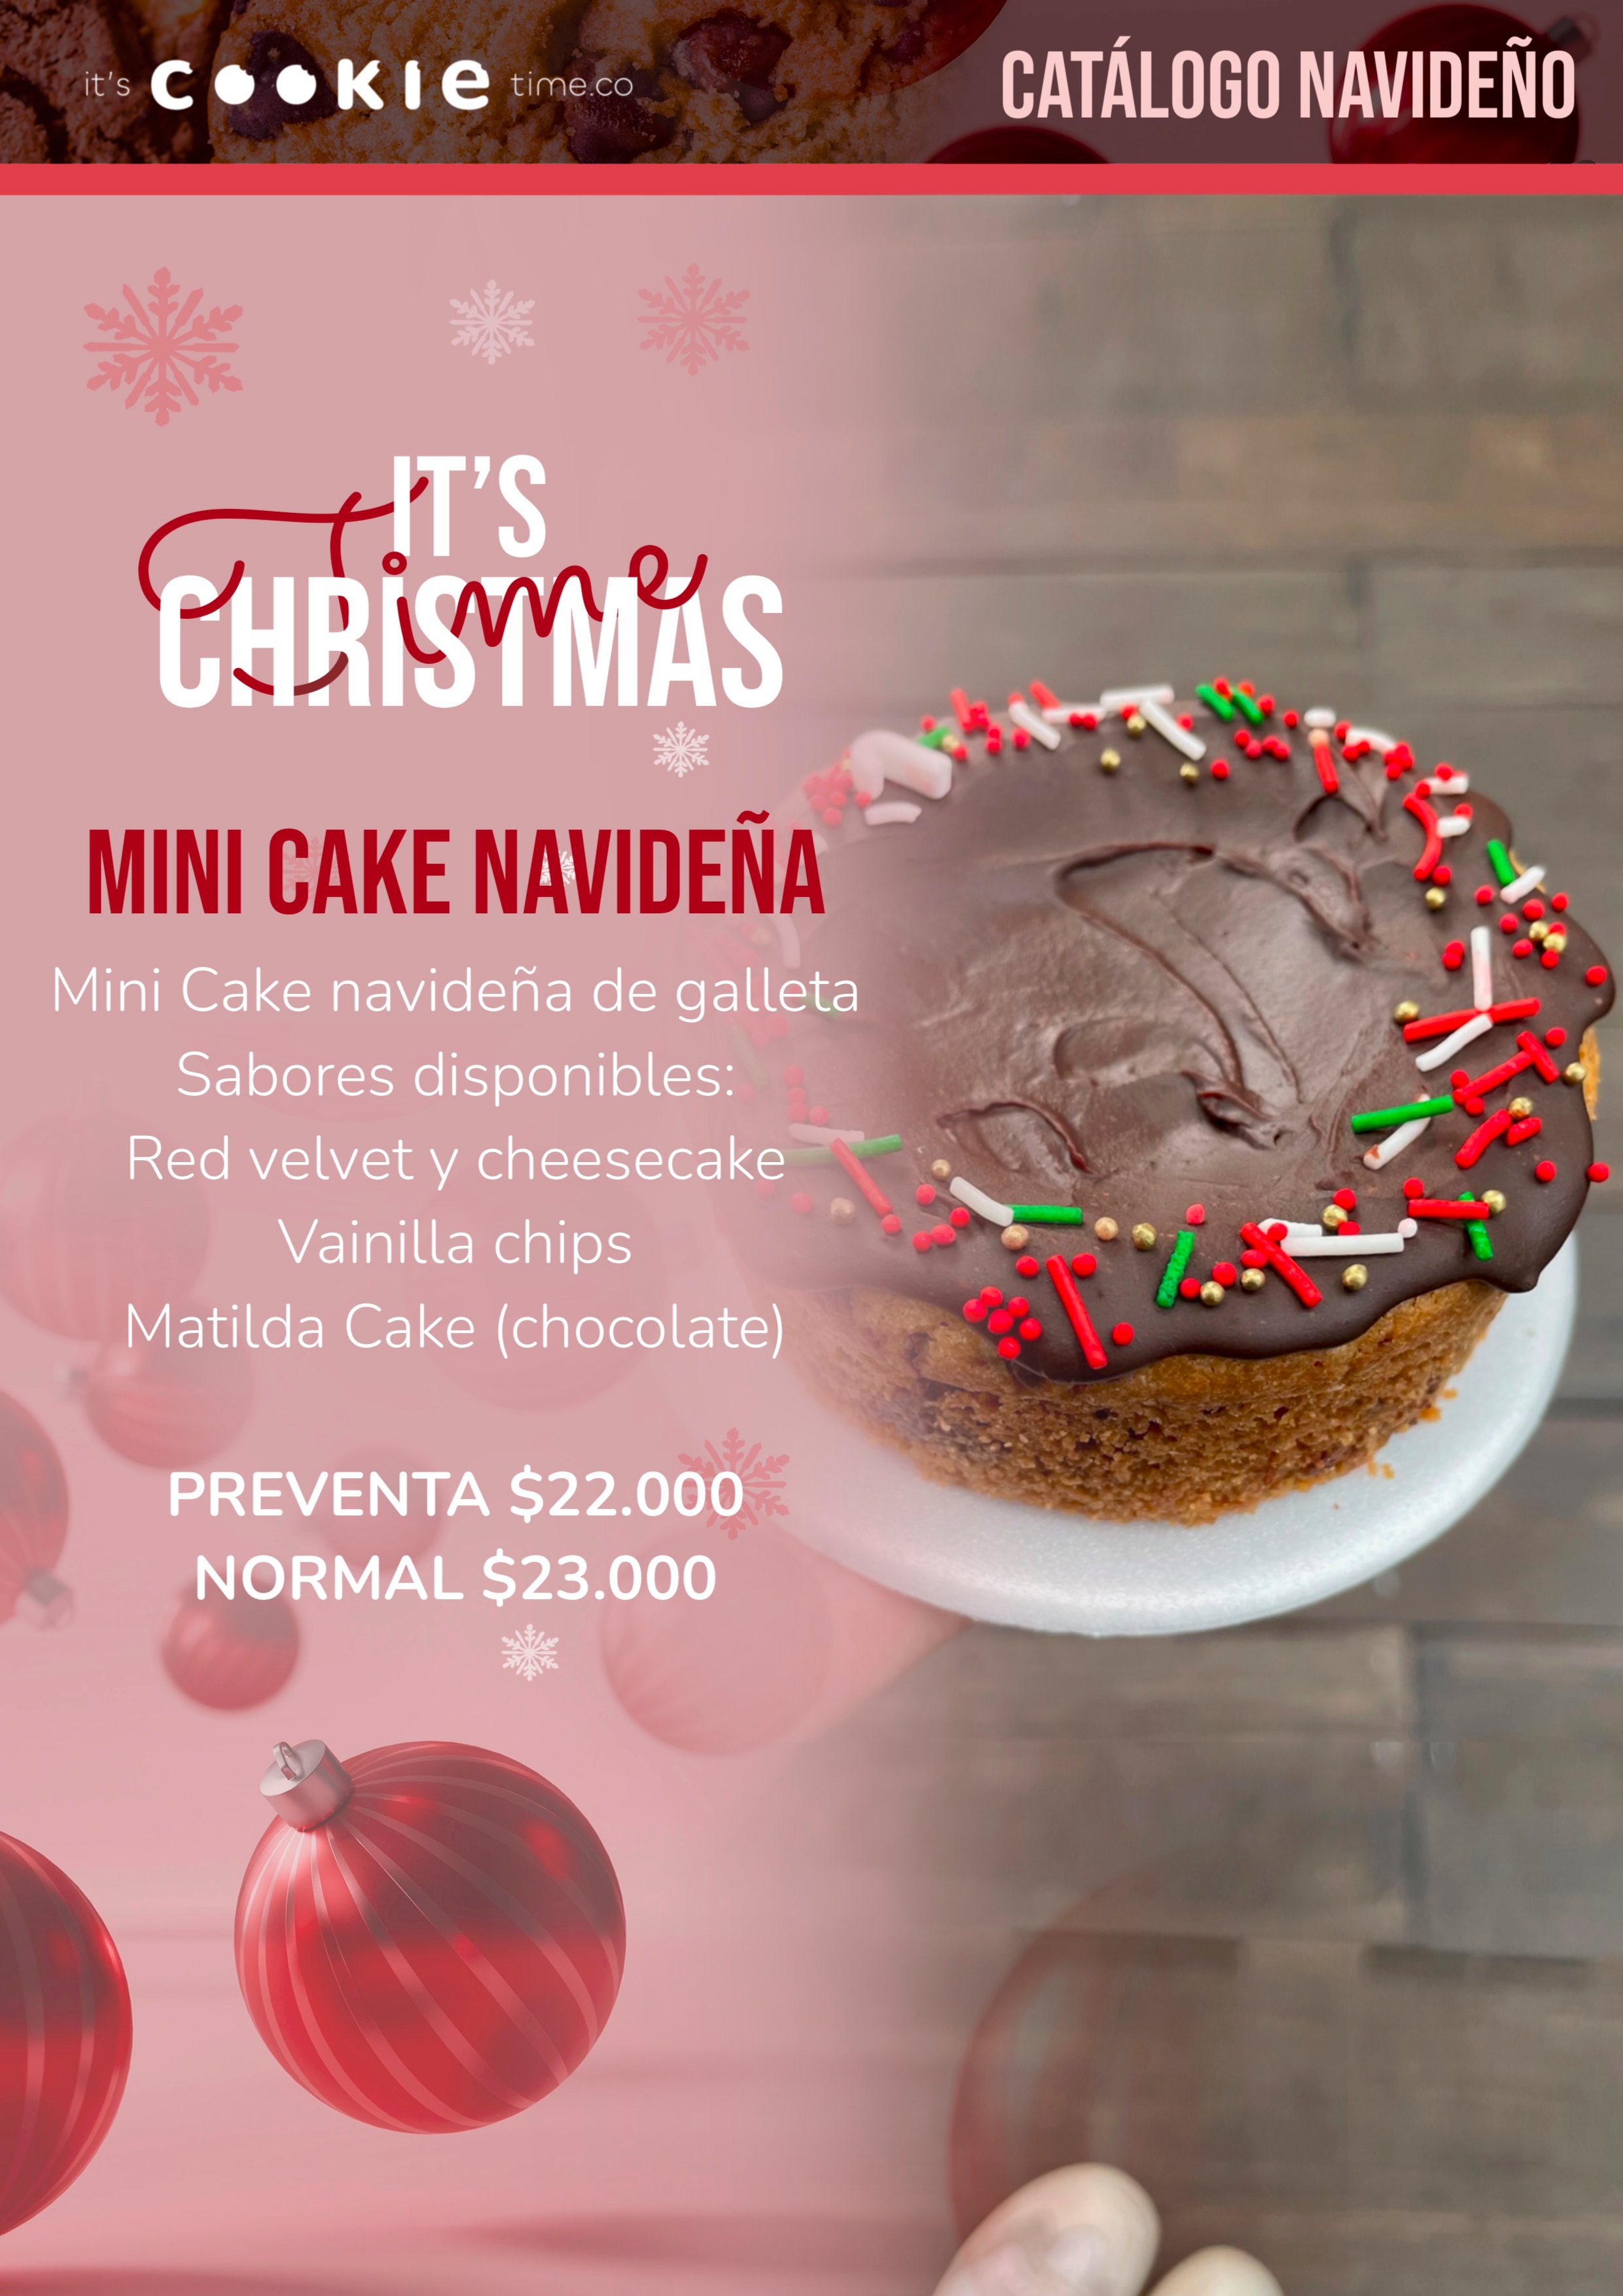 it's COOKIE time.co
CATÁLOGO NAVIDEÑO
IT'S
Time
CHRISTMAS
MINI CAKE NAVIDEÑA
Mini Cake navideña de galleta
Sabores disponibles:
Red velvet y cheesecake
Vainilla chips
Matilda Cake (chocolate)
PREVENTA $22.000
NORMAL $23.000